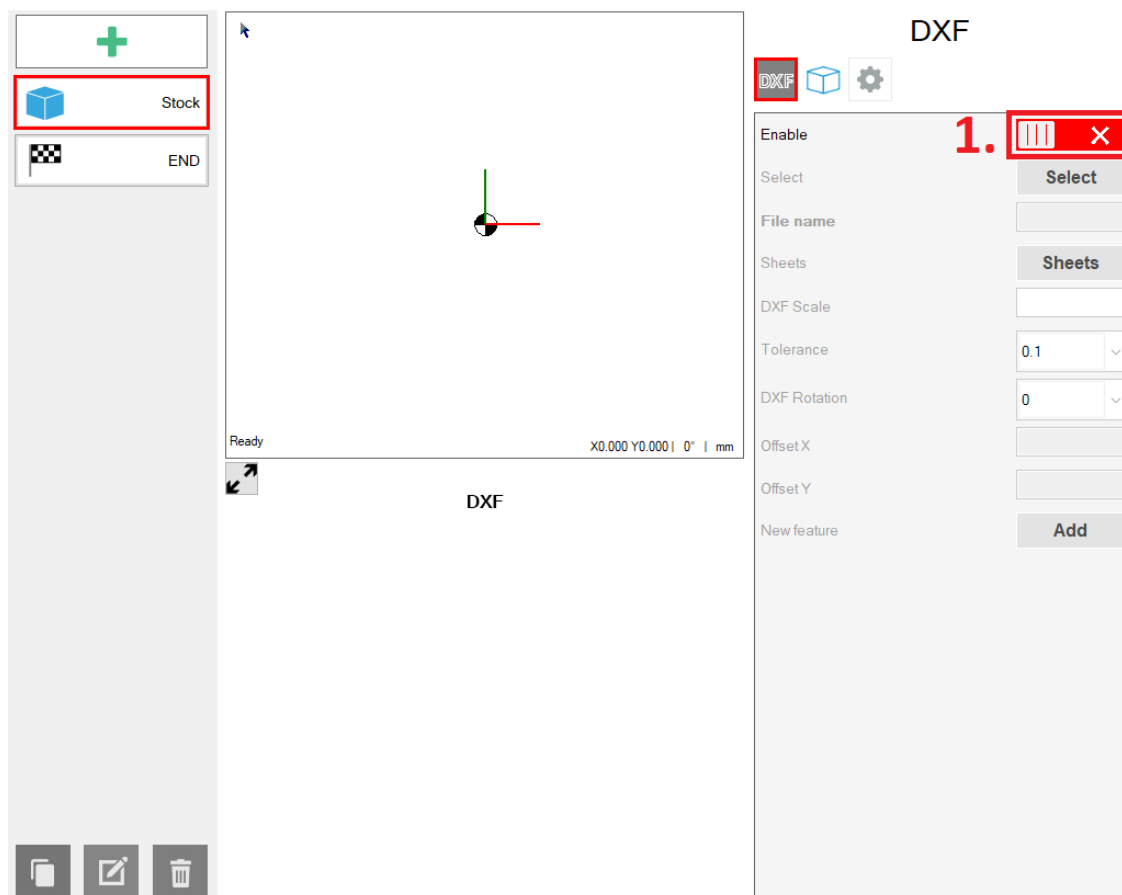 Stock
END
Ready
X0.000 Y0.000 | 0° | mm
DXF
DXF
DXF
Enable
1.
Select
Select
File name
Sheets
Sheets
DXF Scale
Tolerance
0.1
DXF Rotation
0
Offset X
Offset Y
New feature
Add